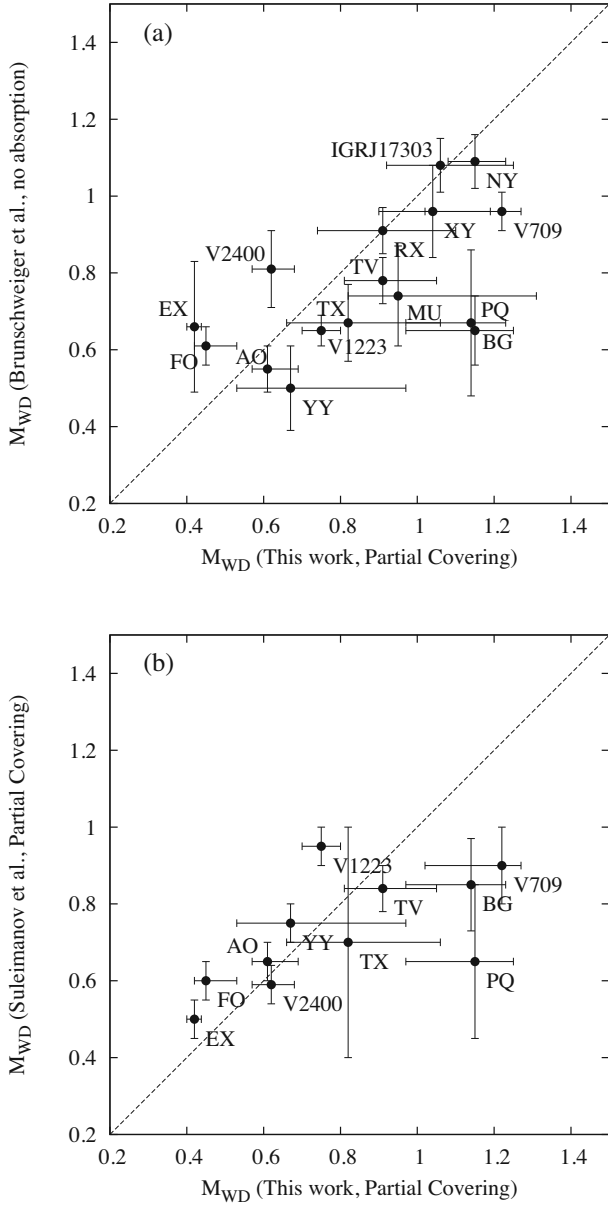 (a)
M_WD (Brunschweiger et al., no absorption)
1.4
1.2
1
0.8
0.6
0.4
0.2
IGRJ17303
NY
XY
V709
RX
V2400
TV
EX
TX
MU
PQ
V1223
BG
FO
AO
YY
0.2 0.4 0.6 0.8 1 1.2 1.4
M_WD (This work, Partial Covering)
(b)
M_WD (Suleimanov et al., Partial Covering)
1.4
1.2
1
0.8
0.6
0.4
0.2
V1223
V709
TV
BG
AO
YY
TX
PQ
FO
V2400
EX
0.2 0.4 0.6 0.8 1 1.2 1.4
M_WD (This work, Partial Covering)